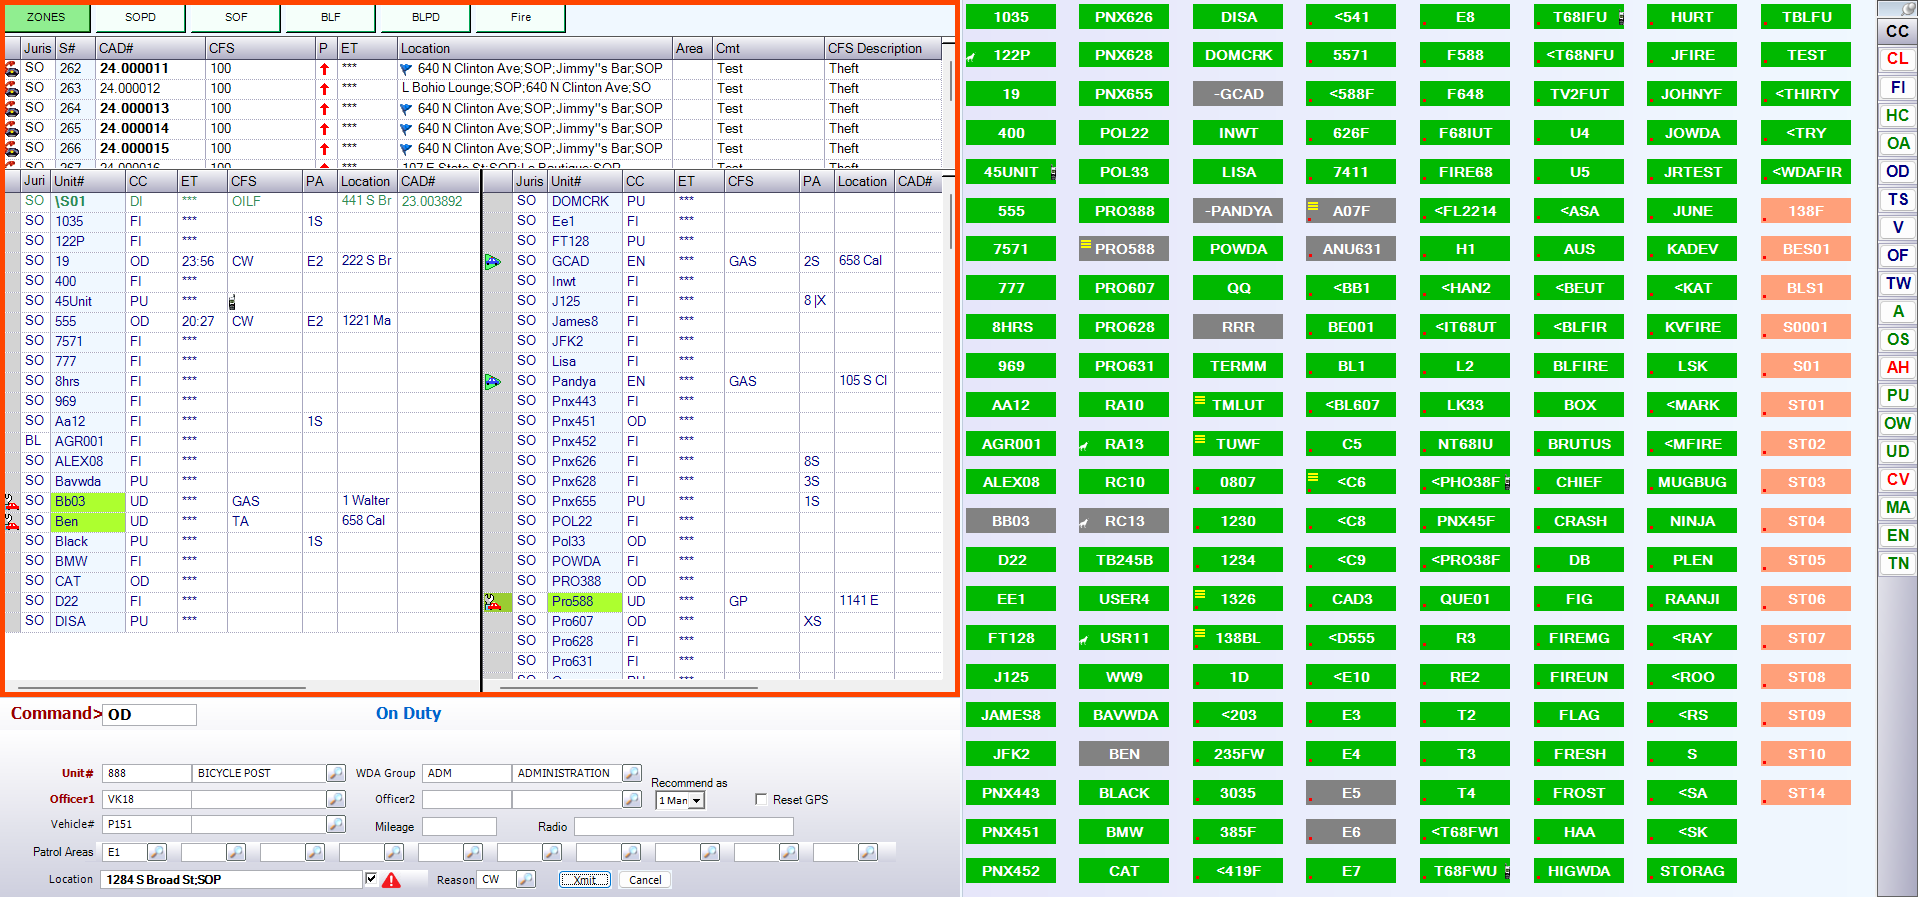 ZONES SOPD SOF BLF BLPD Fire
Juris S# CAD# CFS P ET Location Area Cmt CFS Description
SO 262 24.000011 100 *** 640 N Clinton Ave;SOP;Jimmy"s Bar;SOP Test Theft
SO 263 24.000012 100 *** L Bohio Lounge;SOP;640 N Clinton Ave;SO Test Theft
SO 264 24.000013 100 *** 640 N Clinton Ave;SOP;Jimmy"s Bar;SOP Test Theft
SO 265 24.000014 100 *** 640 N Clinton Ave;SOP;Jimmy"s Bar;SOP Test Theft
SO 266 24.000015 100 *** 640 N Clinton Ave;SOP;Jimmy"s Bar;SOP Test Theft
SO 267 24.000016 100 *** 107 E State St;SOP;La Boutique;SOP Test Theft
Juri Unit# CC ET CFS PA Location CAD#
SO \S01 DI *** OILF 441 S Br 23.003892
SO 1035 FI *** 1S
SO 122P FI ***
SO 19 OD 23:56 CW E2 222 S Br
SO 400 FI ***
SO 45Unit PU ***
SO 555 OD 20:27 CW E2 1221 Ma
SO 7571 FI ***
SO 777 FI ***
SO 8hrs FI ***
SO 969 FI ***
SO Aa12 FI *** 1S
BL AGR001 FI ***
SO ALEX08 FI ***
SO Bavwda PU ***
SO Bb03 UD *** GAS 1 Walter
SO Ben UD *** TA 658 Cal
SO Black PU *** 1S
SO BMW FI ***
SO CAT OD ***
SO D22 FI ***
SO DISA PU ***
Juris Unit# CC ET CFS PA Location CAD#
SO DOMCRK PU ***
SO Ee1 FI ***
SO FT128 PU ***
SO GCAD EN *** GAS 2S 658 Cal
SO Inwt FI ***
SO J125 FI *** 8 |X
SO James8 FI ***
SO JFK2 FI ***
SO Lisa FI ***
SO Pandya EN *** GAS 105 S Cl
SO Pnx443 FI ***
SO Pnx451 OD ***
SO Pnx452 FI ***
SO Pnx626 FI *** 8S
SO Pnx628 FI *** 3S
SO Pnx655 PU *** 1S
SO POL22 FI ***
SO Pol33 OD ***
SO POWDA FI ***
SO PRO388 OD ***
SO Pro588 UD *** GP 1141 E
SO Pro607 OD *** XS
SO Pro628 FI ***
SO Pro631 FI ***
Command> OD On Duty
Unit# 888 BICYCLE POST WDA Group ADM ADMINISTRATION Recommend as
Officer1 VK18 Officer2 1 Man Reset GPS
Vehicle# P151 Mileage Radio
Patrol Areas E1
Location 1284 S Broad St;SOP Reason CW Xmit Cancel
1035 PNX626 DISA <541 E8 T68IFU HURT TBLFU
122P PNX628 DOMCRK 5571 F588 <T68NFU JFIRE TEST
19 PNX655 -GCAD <588F F648 TV2FUT JOHNYF <THIRTY
400 POL22 INWT 626F F68IUT U4 JOWDA <TRY
45UNIT POL33 LISA 7411 FIRE68 U5 JRTEST <WDAFIR
555 PRO388 -PANDYA A07F <FL2214 <ASA JUNE 138F
7571 PRO588 POWDA ANU631 H1 AUS KADEV BES01
777 PRO607 QQ <BB1 <HAN2 <BEUT <KAT BLS1
8HRS PRO628 RRR BE001 <IT68UT <BLFIR KVFIRE S0001
969 PRO631 TERMM BL1 L2 BLFIRE LSK S01
AA12 RA10 TMLUT <BL607 LK33 BOX <MARK ST01
AGR001 RA13 TUWF C5 NT68IU BRUTUS <MFIRE ST02
ALEX08 RC10 0807 <C6 <PHO38F CHIEF MUGBUG ST03
BB03 RC13 1230 <C8 PNX45F CRASH NINJA ST04
D22 TB245B 1234 <C9 <PRO38F DB PLEN ST05
EE1 USER4 1326 CAD3 QUE01 FIG RAANJI ST06
FT128 USR11 138BL <D555 R3 FIREMG <RAY ST07
J125 WW9 1D <E10 RE2 FIREUN <ROO ST08
JAMES8 BAVWDA <203 E3 T2 FLAG <RS ST09
JFK2 BEN 235FW E4 T3 FRESH S ST10
PNX443 BLACK 3035 E5 T4 FROST <SA ST14
PNX451 BMW 385F E6 <T68FW1 HAA <SK
PNX452 CAT <419F E7 T68FWU HIGWDA STORAG
CC
CL
FI
HC
OA
OD
TS
V
OF
TW
A
OS
AH
PU
OW
UD
CV
MA
EN
TN